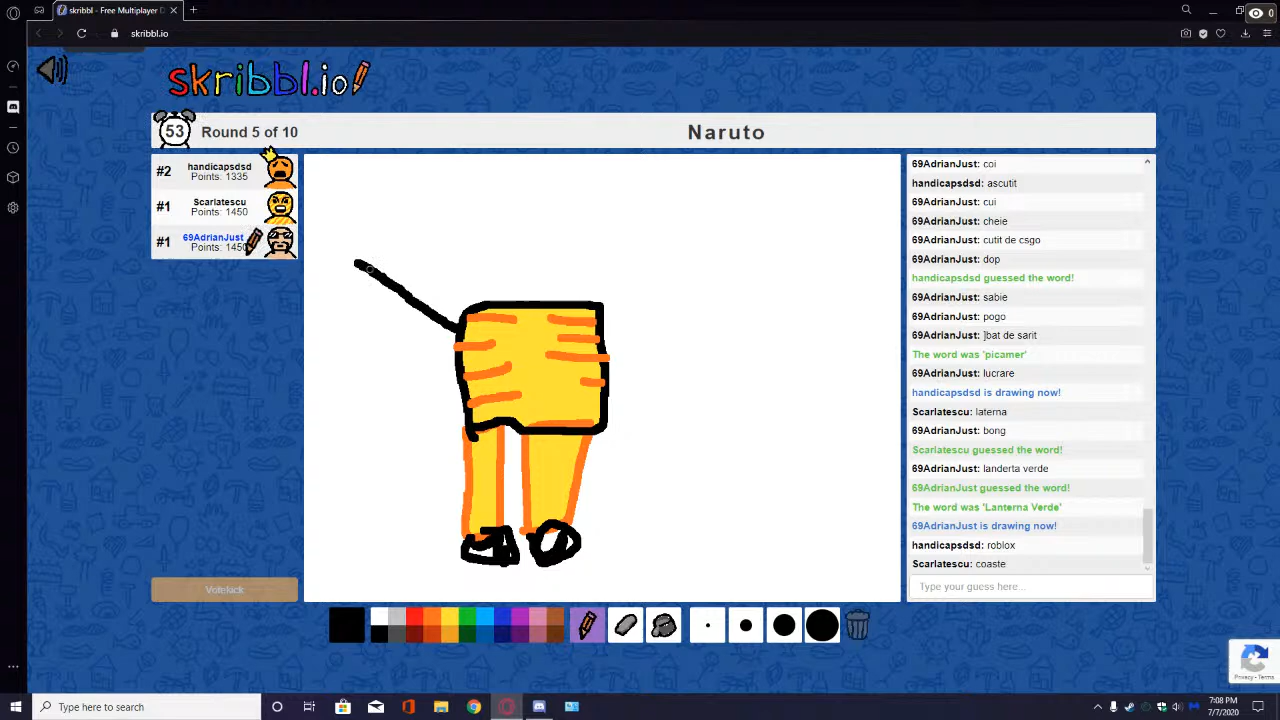 skribbl - Free Multiplayer D
0
skribbl.io
skribbl.io
53
Round 5 of 10
Naruto
#2
handicapsdsd
Points: 1335
#1
Scarlatescu
Points: 1450
#1
69AdrianJust
Points: 1450
Votekick
69AdrianJust: coi
handicapsdsd: ascutit
69AdrianJust: cui
69AdrianJust: cheie
69AdrianJust: cutit de csgo
69AdrianJust: dop
handicapsdsd guessed the word!
69AdrianJust: sabie
69AdrianJust: pogo
69AdrianJust: ]bat de sarit
The word was 'picamer'
69AdrianJust: lucrare
handicapsdsd is drawing now!
Scarlatescu: laterna
69AdrianJust: bong
Scarlatescu guessed the word!
69AdrianJust: landerta verde
69AdrianJust guessed the word!
The word was 'Lanterna Verde'
69AdrianJust is drawing now!
handicapsdsd: roblox
Scarlatescu: coaste
Type your guess here...
Privacy - Terms
Type here to search
7:08 PM
7/7/2020